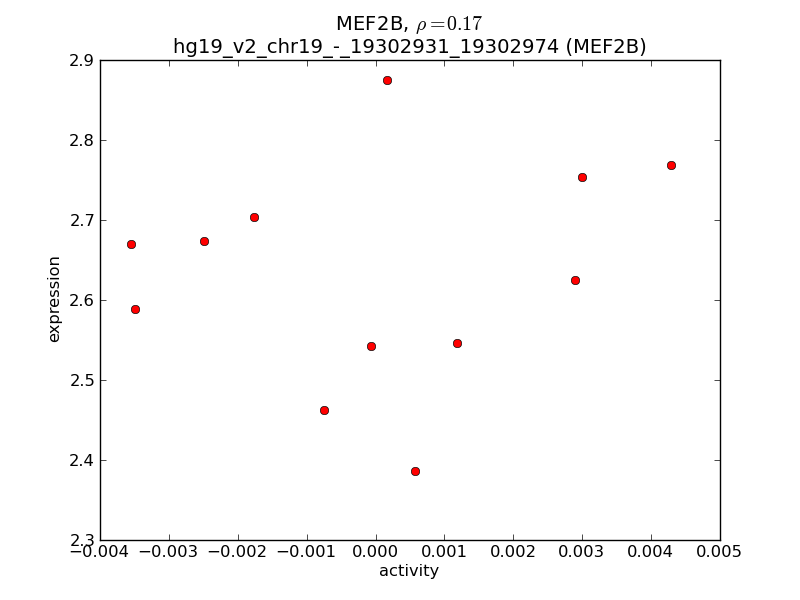 MEF2B, ρ=0.17
hg19_v2_chr19_-_19302931_19302974 (MEF2B)
2.9
2.8
2.7
2.6
2.5
2.4
2.3
expression
−0.004 −0.003 −0.002 −0.001 0.000 0.001 0.002 0.003 0.004 0.005
activity